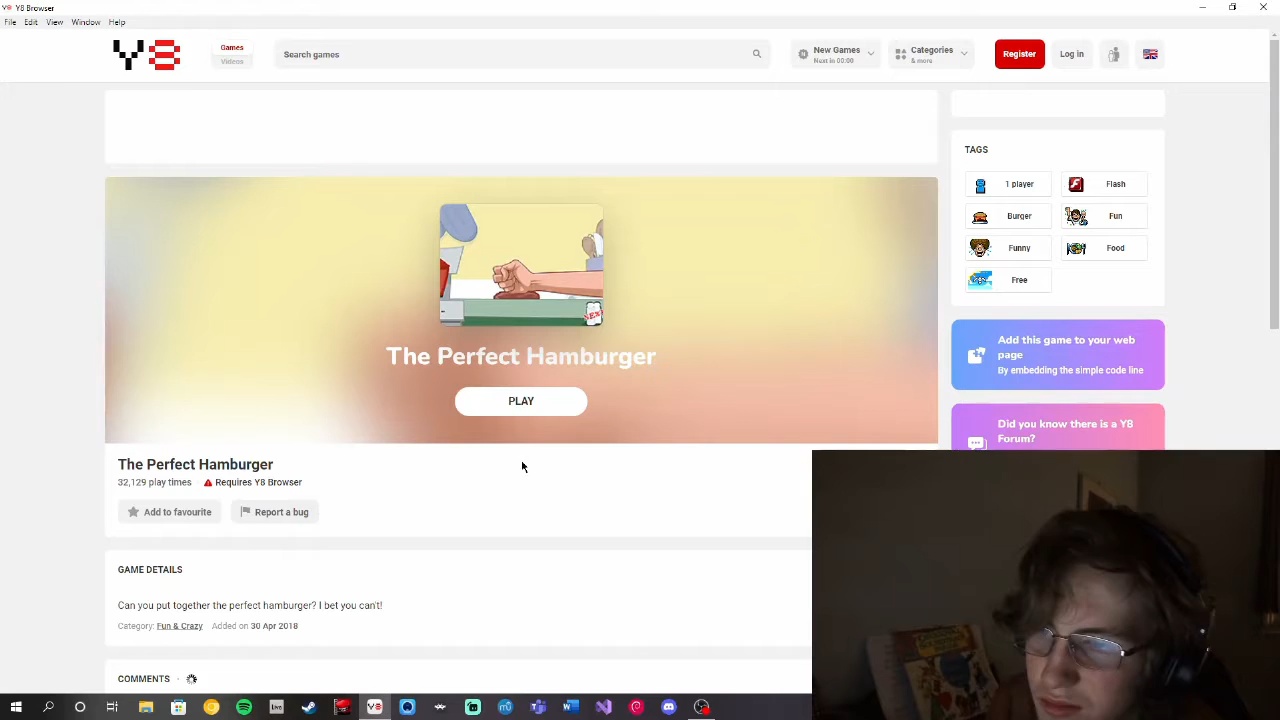 Y8 Browser
File Edit View Window Help
Y8
Games
Videos
Search games
New Games
Next in 00:09
Categories
& more
Register
Log in
The Perfect Hamburger
PLAY
The Perfect Hamburger
32,129 play times Requires Y8 Browser
Add to favourite Report a bug
GAME DETAILS
Can you put together the perfect hamburger? I bet you can't!
Category: Fun & Crazy Added on 30 Apr 2018
COMMENTS
TAGS
1 player Flash
Burger Fun
Funny Food
Free
Add this game to your web
page
By embedding the simple code line
Did you know there is a Y8
Forum?